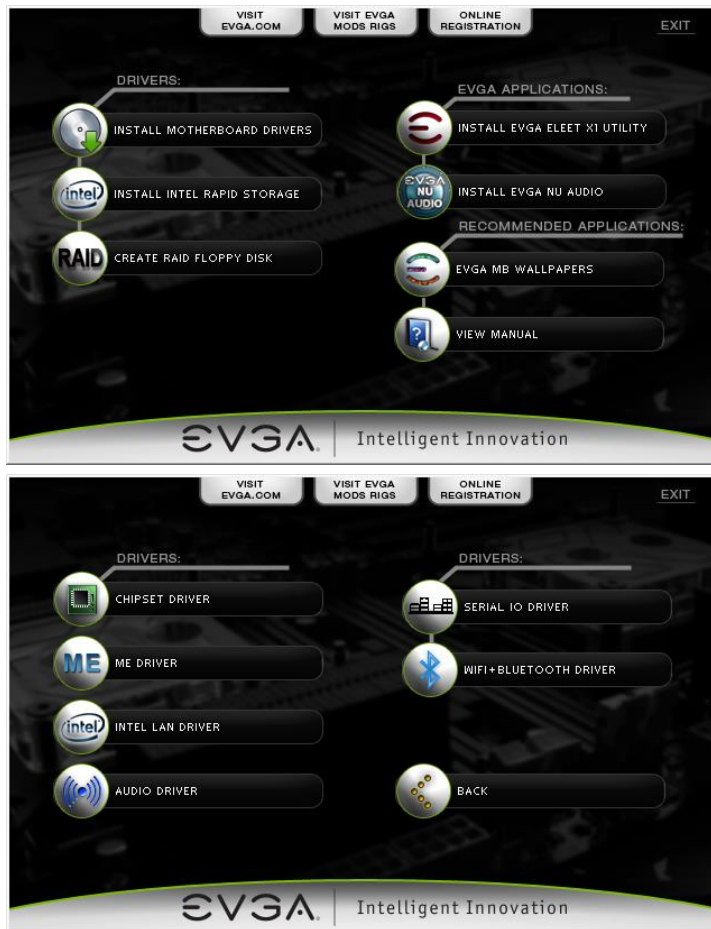 VISIT
EVGA.COM
VISIT EVGA
MODS RIGS
ONLINE
REGISTRATION
EXIT
DRIVERS:
INSTALL MOTHERBOARD DRIVERS
intel
INSTALL INTEL RAPID STORAGE
RAID
CREATE RAID FLOPPY DISK
EVGA APPLICATIONS:
INSTALL EVGA ELEET X1 UTILITY
EVGA
NU
AUDIO
INSTALL EVGA NU AUDIO
RECOMMENDED APPLICATIONS:
EVGA MB WALLPAPERS
?
VIEW MANUAL
EVGA. Intelligent Innovation
VISIT
EVGA.COM
VISIT EVGA
MODS RIGS
ONLINE
REGISTRATION
EXIT
DRIVERS:
CHIPSET DRIVER
ME
ME DRIVER
intel
INTEL LAN DRIVER
AUDIO DRIVER
DRIVERS:
SERIAL IO DRIVER
WIFI+BLUETOOTH DRIVER
BACK
EVGA. Intelligent Innovation